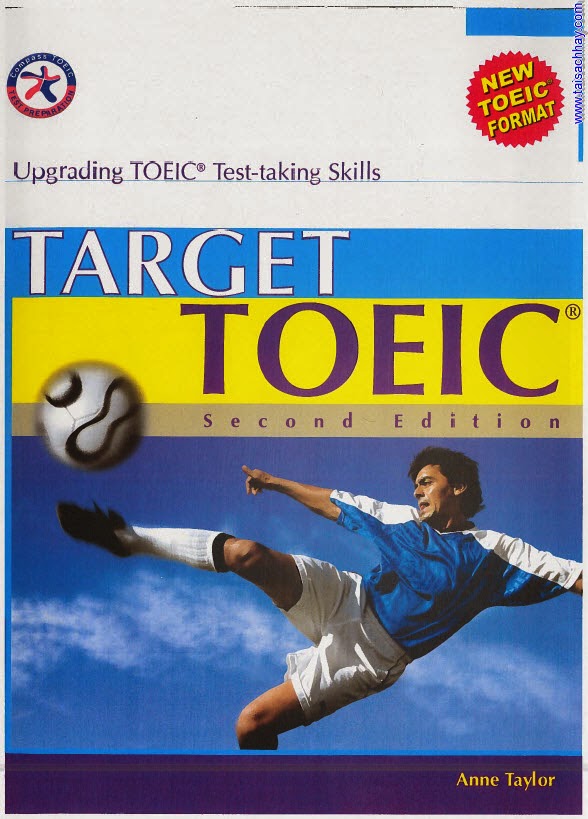 Compass TOEIC
TEST PREPARATION
NEW
TOEIC™
FORMAT
www.taisachhay.com
Upgrading TOEIC® Test-taking Skills
TARGET
TOEIC®
Second Edition
Anne Taylor